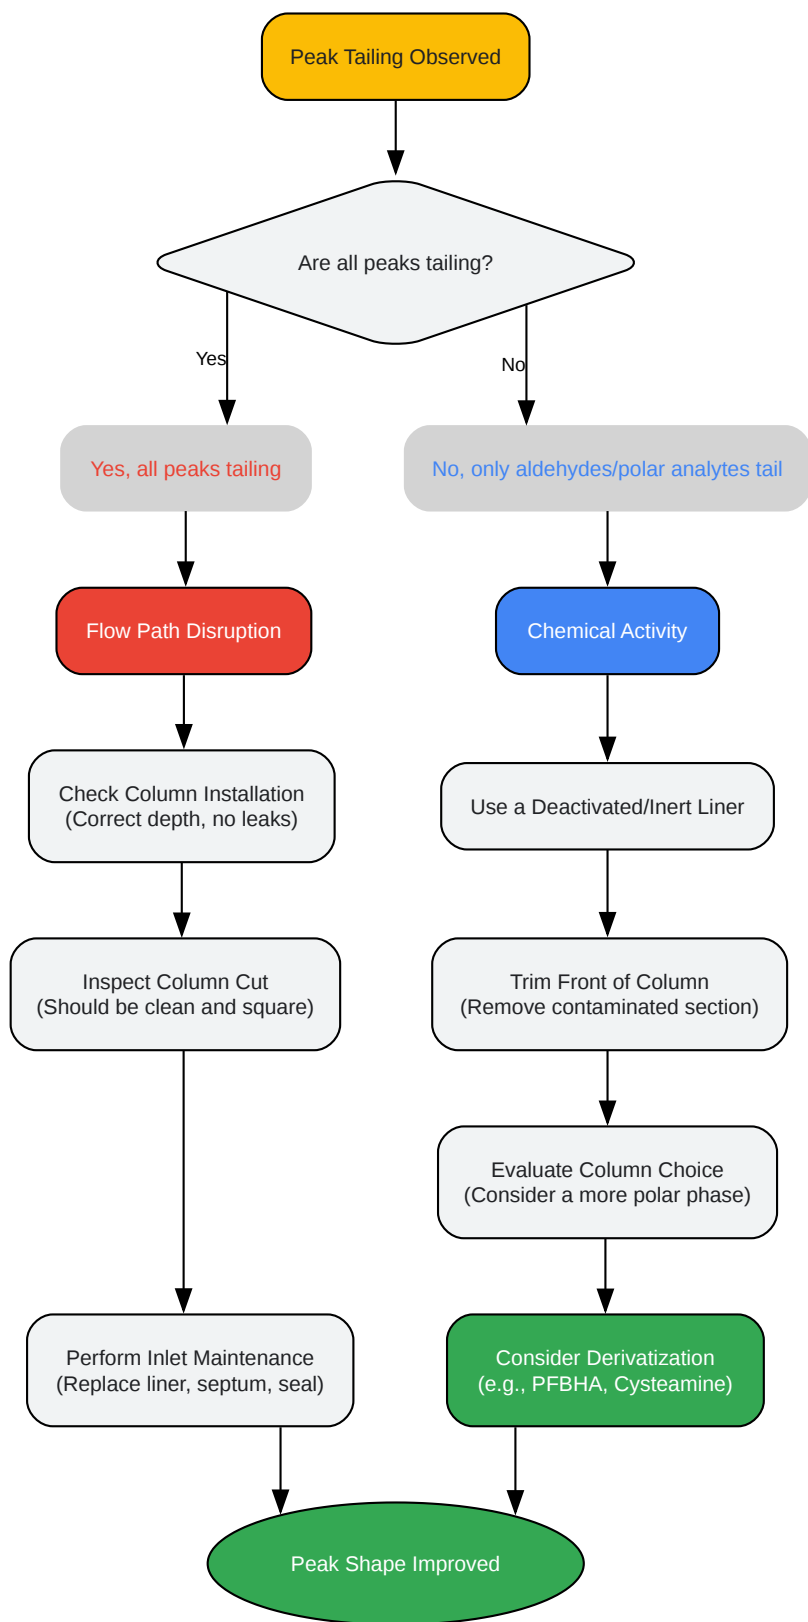 Peak Tailing Observed
Are all peaks tailing?
Yes
No
Yes, all peaks tailing
No, only aldehydes/polar analytes tail
Flow Path Disruption
Chemical Activity
Check Column Installation
(Correct depth, no leaks)
Use a Deactivated/Inert Liner
Inspect Column Cut
(Should be clean and square)
Trim Front of Column
(Remove contaminated section)
Evaluate Column Choice
(Consider a more polar phase)
Perform Inlet Maintenance
(Replace liner, septum, seal)
Consider Derivatization
(e.g., PFBHA, Cysteamine)
Peak Shape Improved